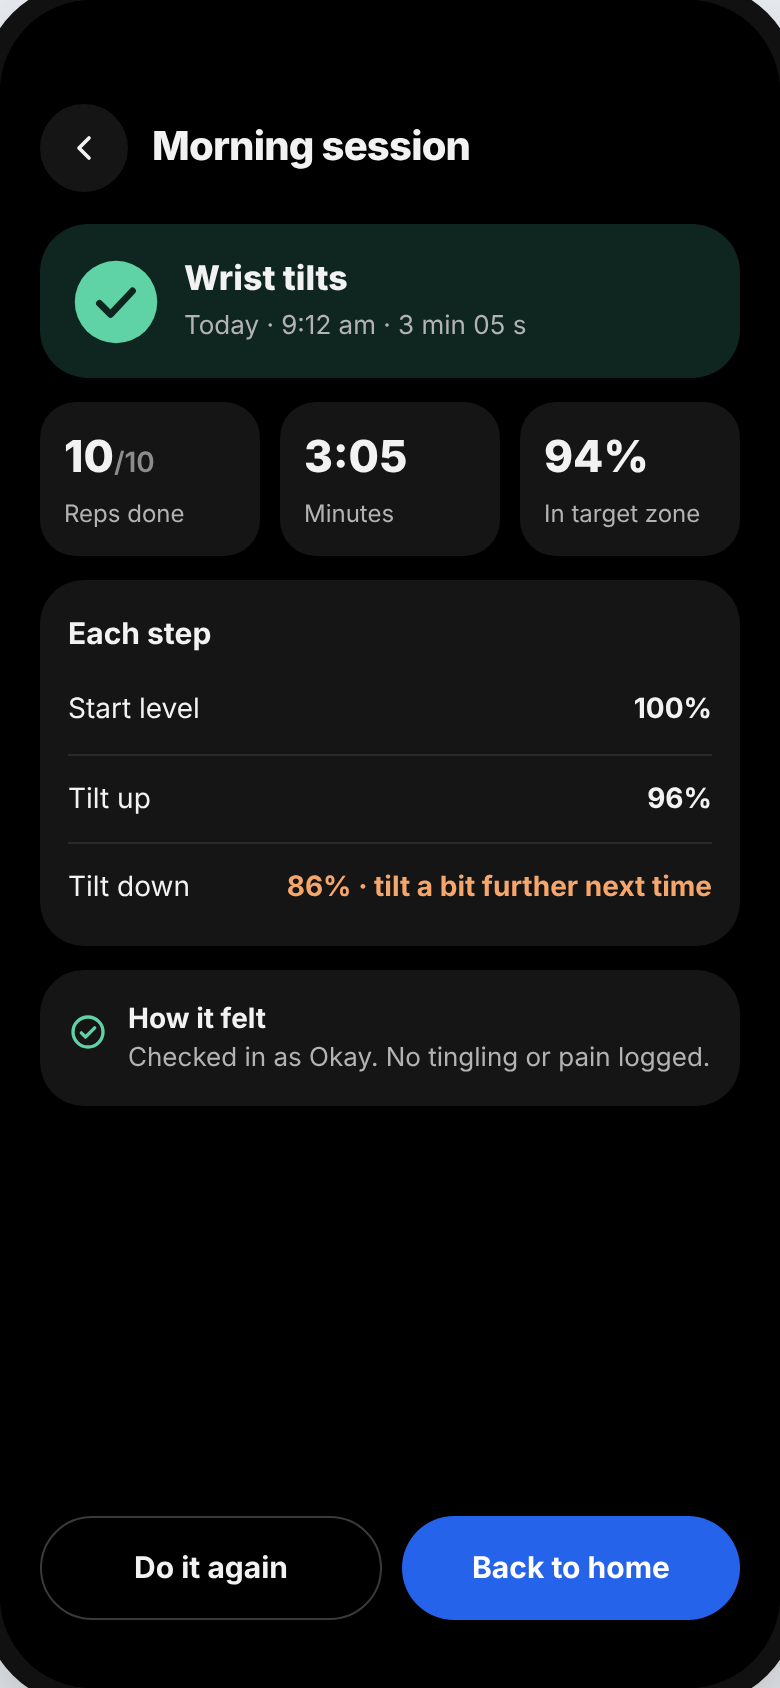 Morning session
Wrist tilts
Today · 9:12 am · 3 min 05 s
10/10
Reps done
3:05
Minutes
94%
In target zone
Each step
Start level 100%
Tilt up 96%
Tilt down 86% · tilt a bit further next time
How it felt
Checked in as Okay. No tingling or pain logged.
Do it again
Back to home